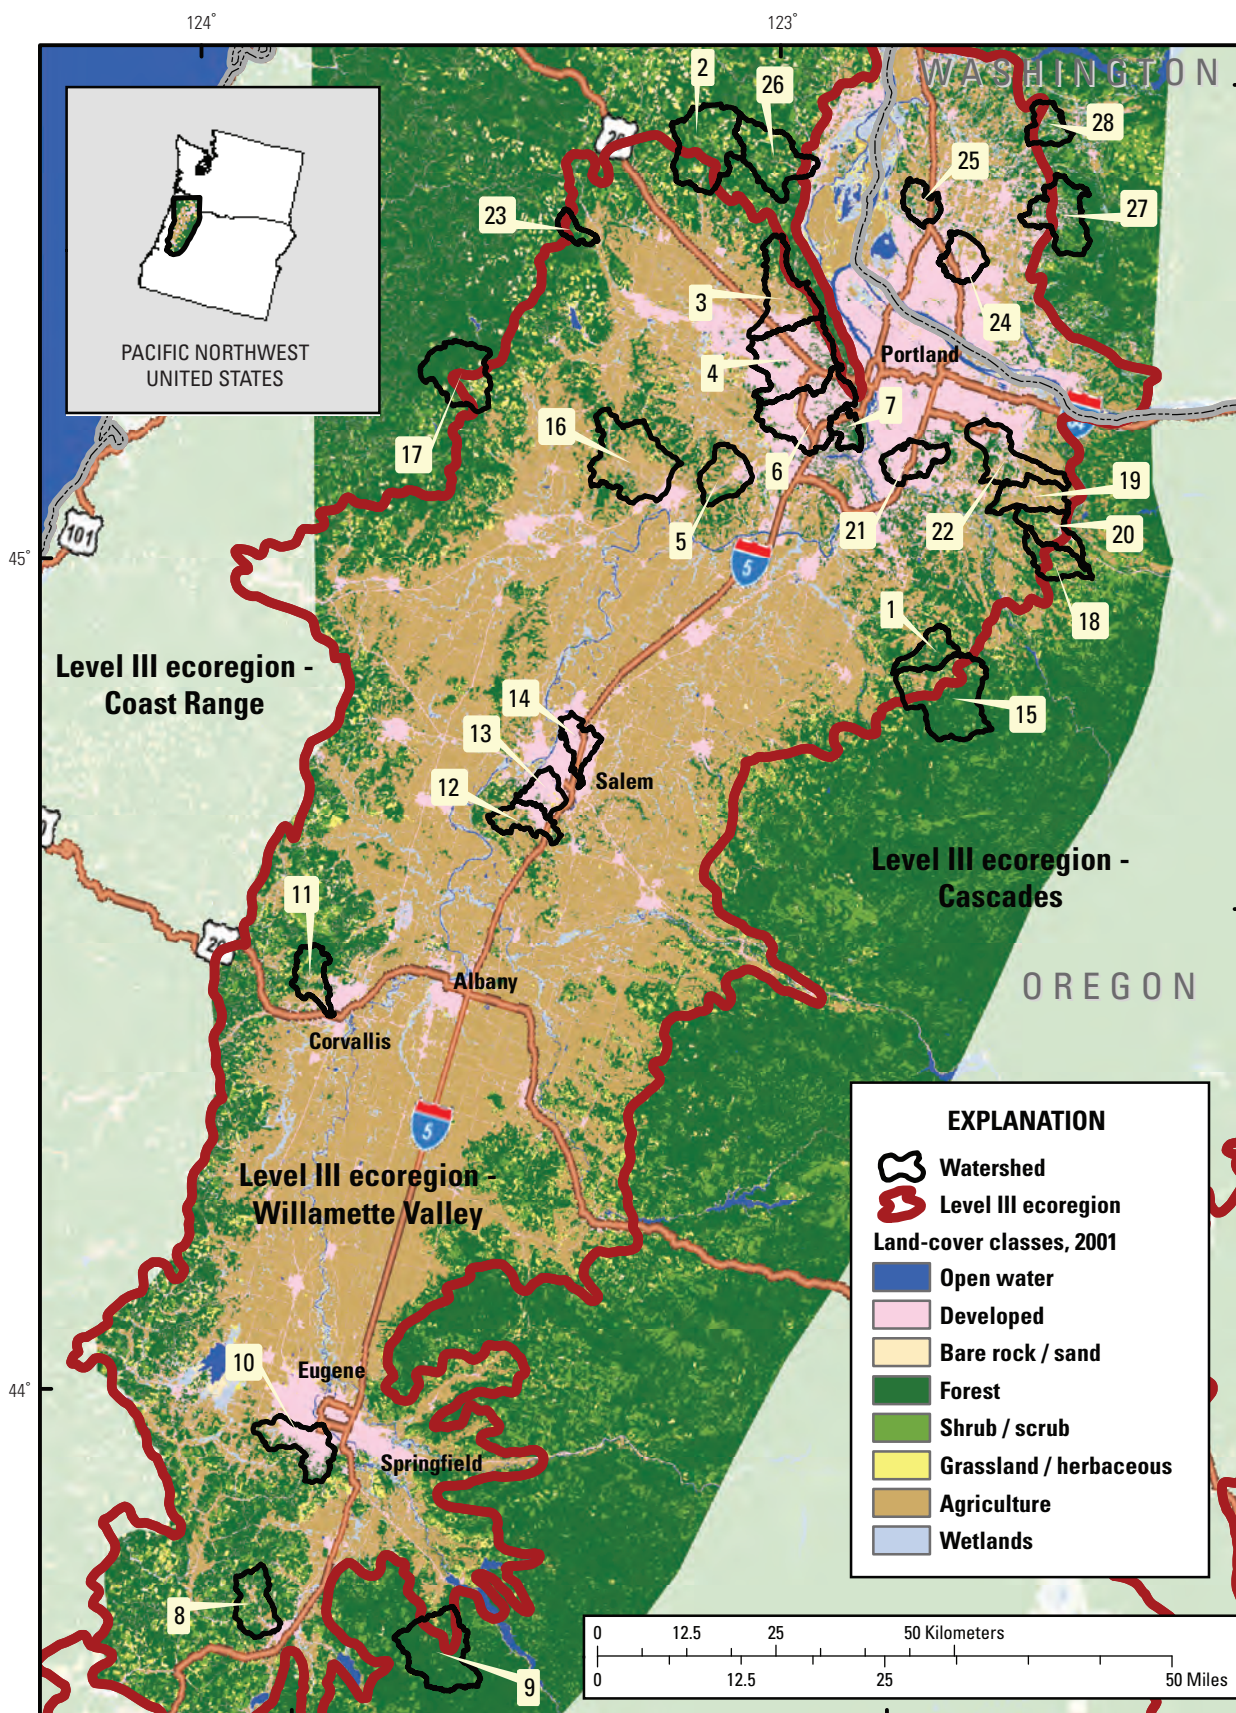 124°
123°
WASHINGTON
2
26
28
25
27
23
3
24
PACIFIC NORTHWEST
UNITED STATES
4
Portland
7
16
17
6
19
5
21
22
20
101
45°
5
18
1
Level III ecoregion -
Coast Range
15
14
13
12
Salem
Level III ecoregion -
Cascades
11
OREGON
Albany
Corvallis
5
Level III ecoregion -
Willamette Valley
10
Eugene
44°
Springfield
8
9
EXPLANATION
Watershed
Level III ecoregion
Land-cover classes, 2001
Open water
Developed
Bare rock / sand
Forest
Shrub / scrub
Grassland / herbaceous
Agriculture
Wetlands
0 12.5 25 50 Kilometers
0 12.5 25 50 Miles